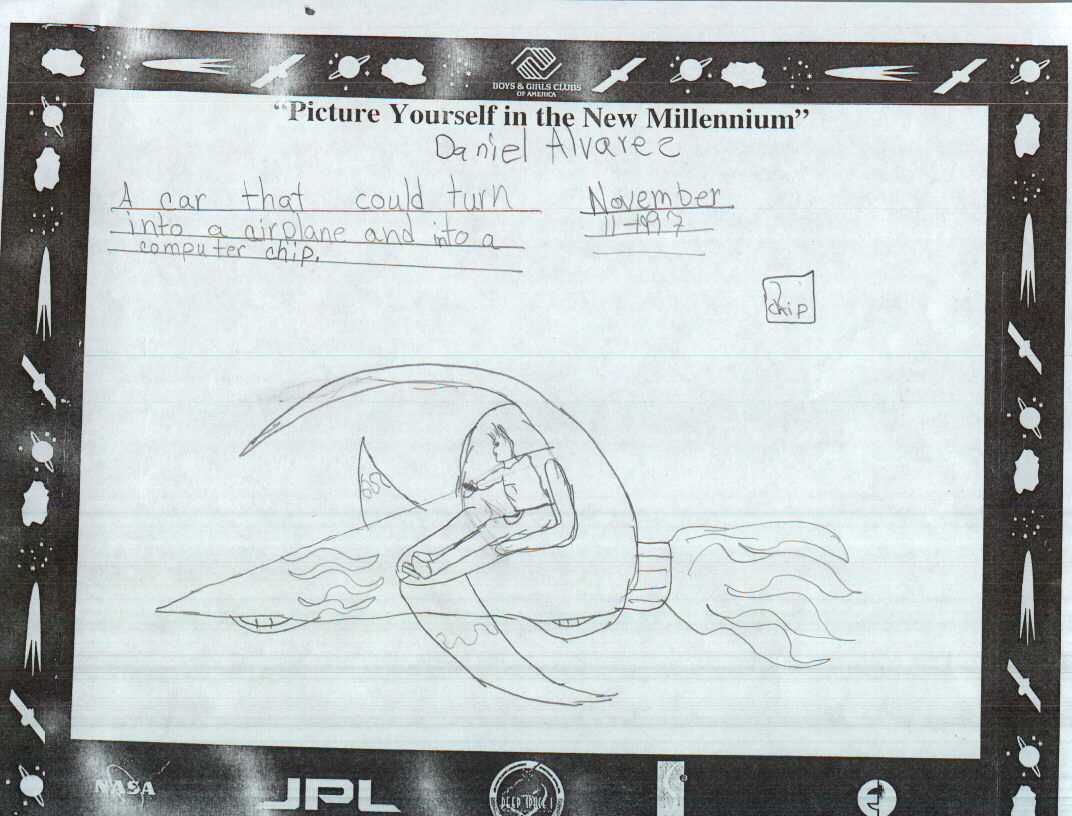 BOYS & GIRLS CLUBS
OF AMERICA
"Picture Yourself in the New Millennium"
Daniel Alvarez
A car that could turn
into a airplane and into a
computer chip.
November
11-1997
chip
NASA
JPL
DEEP SPACE 1